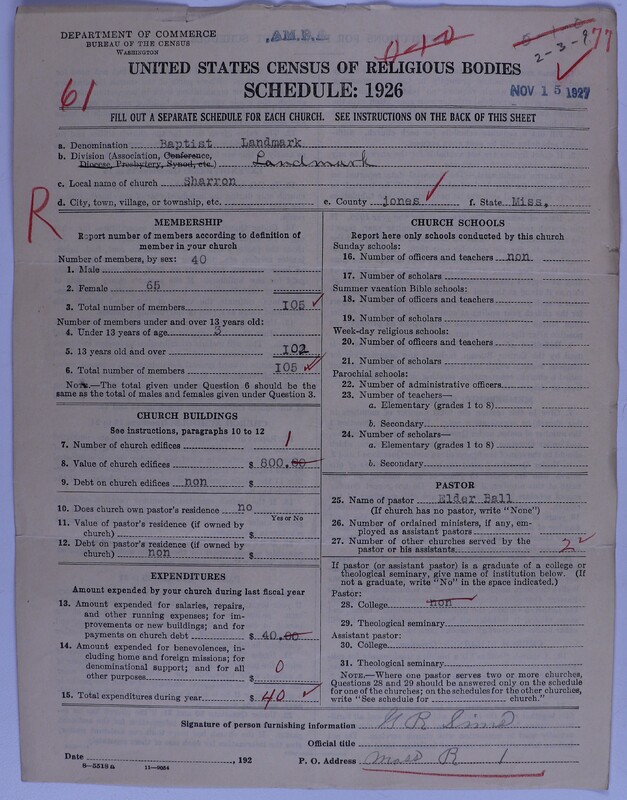 .AM.B.A
DEPARTMENT OF COMMERCE
BUREAU OF THE CENSUS
WASHINGTON
2-3-9 77
UNITED STATES CENSUS OF RELIGIOUS BODIES
SCHEDULE: 1926
61
NOV 15 1927
FILL OUT A SEPARATE SCHEDULE FOR EACH CHURCH. SEE INSTRUCTIONS ON THE BACK OF THIS SHEET
a. Denomination Baptist Landmark
b. Division (Association, Conference, Diocese, Presbytery, Synod, etc.) Landmark
c. Local name of church Sharron
d. City, town, village, or township, etc. e. County jones f. State Miss.
R
MEMBERSHIP
Report number of members according to definition of
member in your church
Number of members, by sex: 40
1. Male
2. Female 65
3. Total number of members 105
Number of members under and over 13 years old:
4. Under 13 years of age 3
5. 13 years old and over 102
6. Total number of members 105
NOTE.—The total given under Question 6 should be the
same as the total of males and females given under Question 3.
CHURCH BUILDINGS
See instructions, paragraphs 10 to 12
7. Number of church edifices 1
8. Value of church edifices $ 800.00
9. Debt on church edifices non $
10. Does church own pastor's residence no
Yes or No
11. Value of pastor's residence (if owned by
church) $
12. Debt on pastor's residence (if owned by
church) non $
EXPENDITURES
Amount expended by your church during last fiscal year
13. Amount expended for salaries, repairs,
and other running expenses; for im-
provements or new buildings; and for
payments on church debt $ 40.00
14. Amount expended for benevolences, in-
cluding home and foreign missions; for
denominational support; and for all
other purposes $ 0
15. Total expenditures during year $ 40
CHURCH SCHOOLS
Report here only schools conducted by this church
Sunday schools:
16. Number of officers and teachers non
17. Number of scholars
Summer vacation Bible schools:
18. Number of officers and teachers
19. Number of scholars
Week-day religious schools:
20. Number of officers and teachers
21. Number of scholars
Parochial schools:
22. Number of administrative officers
23. Number of teachers—
a. Elementary (grades 1 to 8)
b. Secondary
24. Number of scholars—
a. Elementary (grades 1 to 8)
b. Secondary
PASTOR
25. Name of pastor Elder Ball
(If church has no pastor, write "None")
26. Number of ordained ministers, if any, em-
ployed as assistant pastors
27. Number of other churches served by the
pastor or his assistants 2
If pastor (or assistant pastor) is a graduate of a college or
theological seminary, give name of institution below. (If
not a graduate, write "No" in the space indicated.)
Pastor:
28. College non
29. Theological seminary
Assistant pastor:
30. College
31. Theological seminary
NOTE.—Where one pastor serves two or more churches,
Questions 28 and 29 should be answered only on the schedule
for one of the churches; on the schedules for the other churches,
write "See schedule for church."
Signature of person furnishing information G R Sims
Official title
Date , 192 P. O. Address Moss R 1
8—5518 a 11—9684